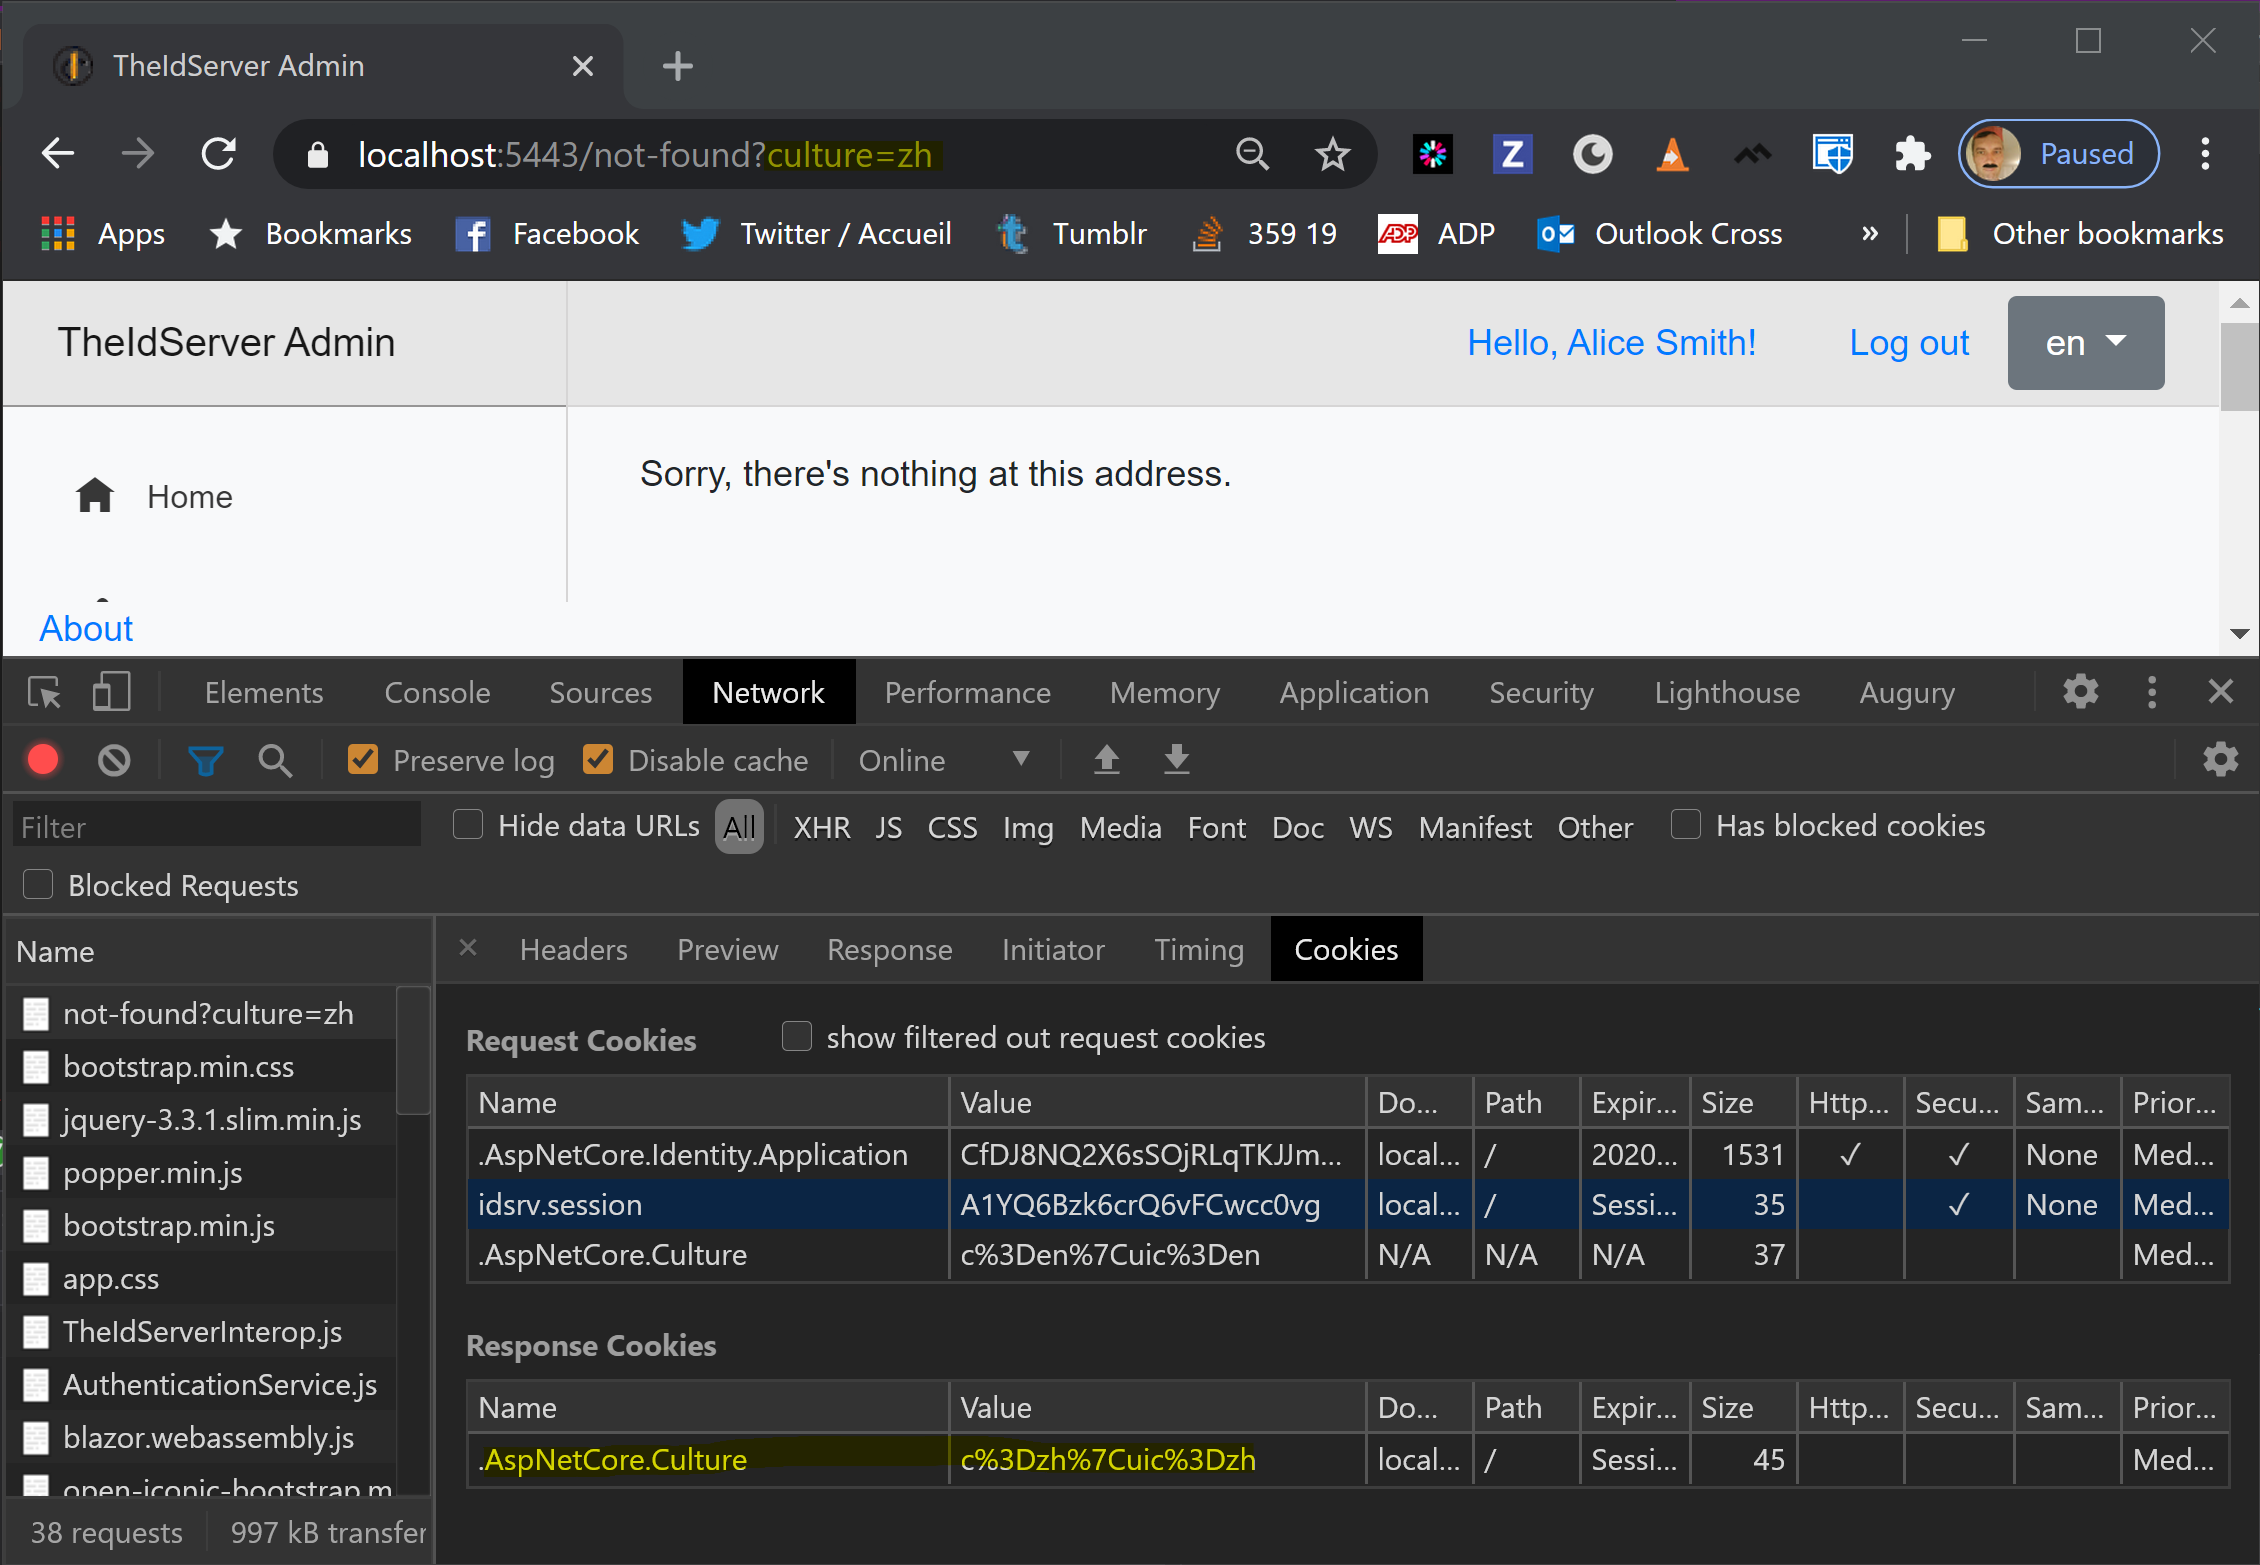 TheIdServer Admin
localhost:5443/not-found?culture=zh
Paused
Apps Bookmarks Facebook Twitter / Accueil Tumblr 359 19 ADP Outlook Cross » Other bookmarks
TheIdServer Admin
Hello, Alice Smith! Log out en
Home
Sorry, there's nothing at this address.
About
Elements Console Sources Network Performance Memory Application Security Lighthouse Augury
Preserve log Disable cache Online
Filter Hide data URLs All XHR JS CSS Img Media Font Doc WS Manifest Other Has blocked cookies
Blocked Requests
Name
not-found?culture=zh
bootstrap.min.css
jquery-3.3.1.slim.min.js
popper.min.js
bootstrap.min.js
app.css
TheIdServerInterop.js
AuthenticationService.js
blazor.webassembly.js
open-iconic-bootstrap.m
38 requests 997 kB transfer
Headers Preview Response Initiator Timing Cookies
Request Cookies show filtered out request cookies
Name Value Do... Path Expir... Size Http... Secu... Sam... Prior...
.AspNetCore.Identity.Application CfDJ8NQ2X6sSOjRLqTKJJm... local... / 2020... 1531 ✓ ✓ None Med...
idsrv.session A1YQ6Bzk6crQ6vFCwcc0vg local... / Sessi... 35 ✓ None Med...
.AspNetCore.Culture c%3Den%7Cuic%3Den N/A N/A N/A 37 Med...
Response Cookies
Name Value Do... Path Expir... Size Http... Secu... Sam... Prior...
.AspNetCore.Culture c%3Dzh%7Cuic%3Dzh local... / Sessi... 45 Med...